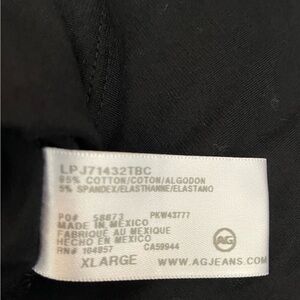 LPJ71432TBC
95% COTTON/COTON/ALGODON
5% SPANDEX/ELASTHANNE/ELASTANO
PO# 58873 PKW43777
MADE IN MEXICO
FABRIQUÉ AU MEXIQUE
HECHO EN MEXICO
RN# 164857 CA59944
AG
XLARGE WWW.AGJEANS.COM